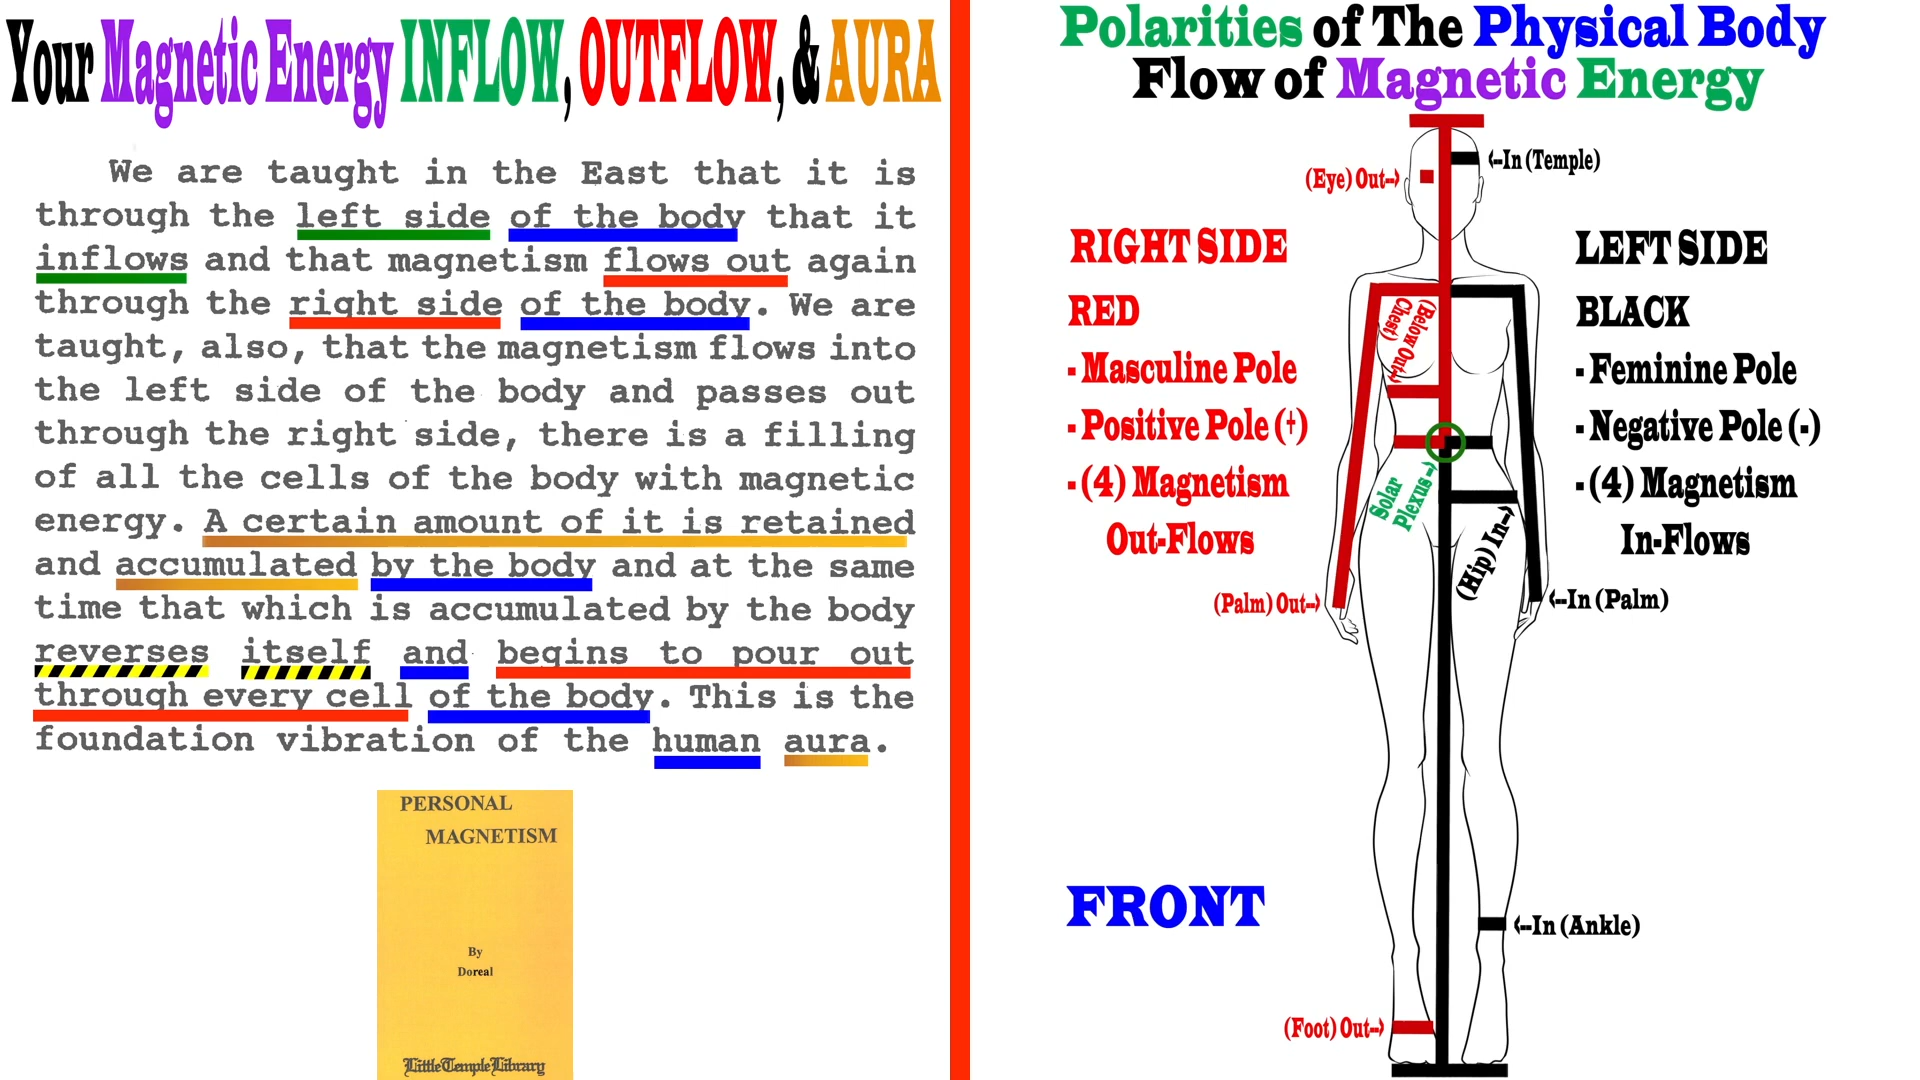 Your Magnetic Energy INFLOW, OUTFLOW, & AURA
We are taught in the East that it is
through the left side of the body that it
inflows and that magnetism flows out again
through the right side of the body. We are
taught, also, that the magnetism flows into
the left side of the body and passes out
through the right side, there is a filling
of all the cells of the body with magnetic
energy. A certain amount of it is retained
and accumulated by the body and at the same
time that which is accumulated by the body
reverses itself and begins to pour out
through every cell of the body. This is the
foundation vibration of the human aura.
PERSONAL
MAGNETISM
By
Doreal
Little Temple Library
Polarities of The Physical Body
Flow of Magnetic Energy
(Eye) Out-->
<--In (Temple)
RIGHT SIDE
RED
- Masculine Pole
- Positive Pole (+)
- (4) Magnetism
Out-Flows
LEFT SIDE
BLACK
- Feminine Pole
- Negative Pole (-)
- (4) Magnetism
In-Flows
(Below Chest) Out-->
Solar
Plexus-->
(Hip) In-->
(Palm) Out-->
<--In (Palm)
FRONT
<--In (Ankle)
(Foot) Out-->